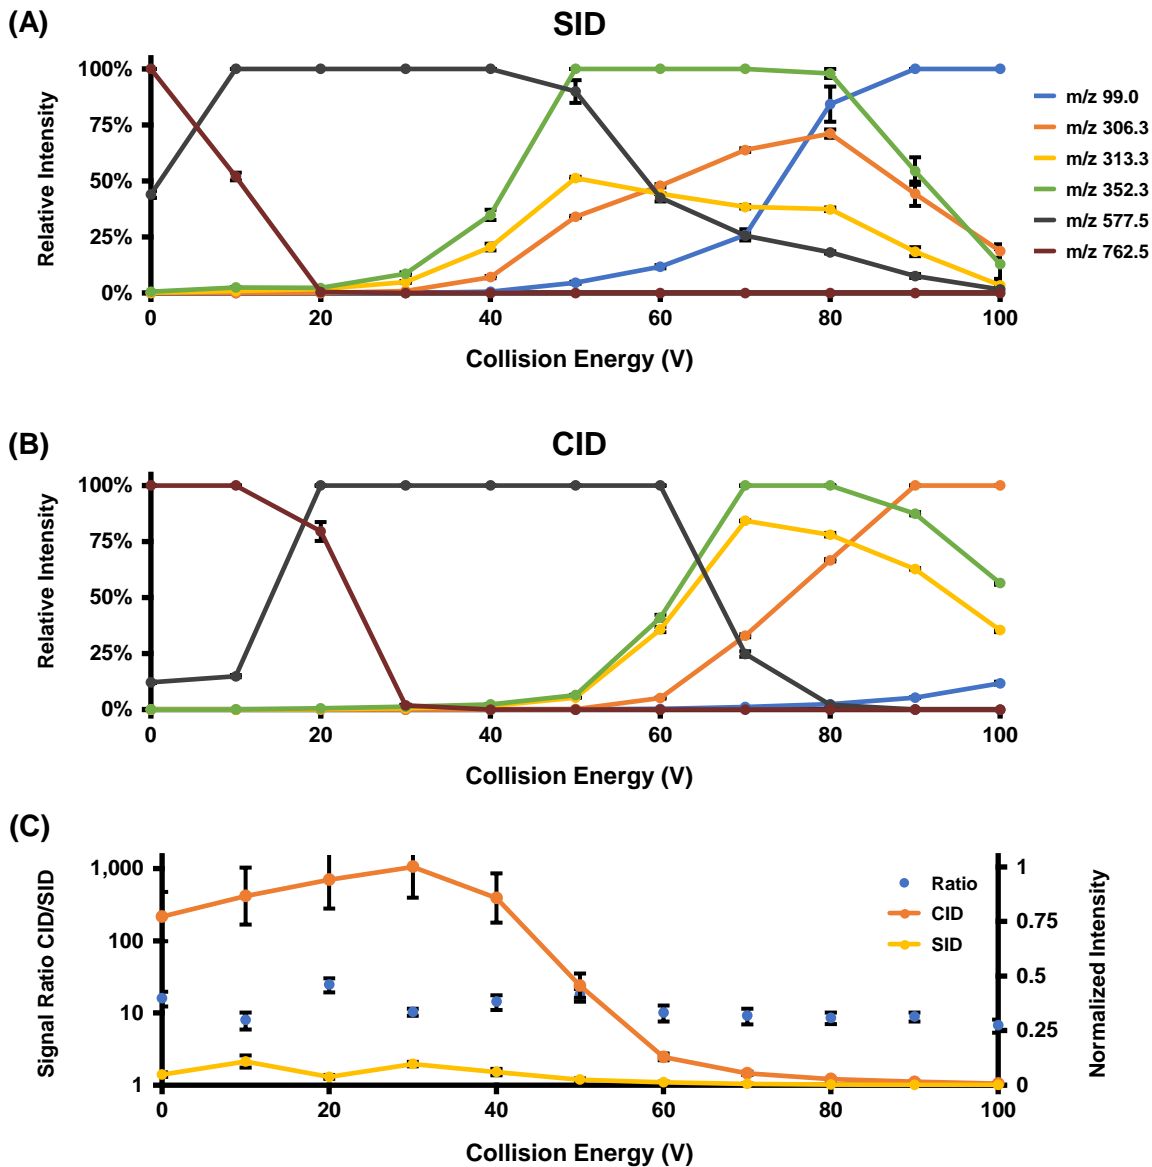 (A)
SID
100%
75%
50%
25%
0%
Relative Intensity
0 20 40 60 80 100
Collision Energy (V)
m/z 99.0
m/z 306.3
m/z 313.3
m/z 352.3
m/z 577.5
m/z 762.5
(B)
CID
100%
75%
50%
25%
0%
Relative Intensity
0 20 40 60 80 100
Collision Energy (V)
(C)
1,000
100
10
1
Signal Ratio CID/SID
Ratio
CID
SID
1
0.75
0.5
0.25
0
Normalized Intensity
0 20 40 60 80 100
Collision Energy (V)